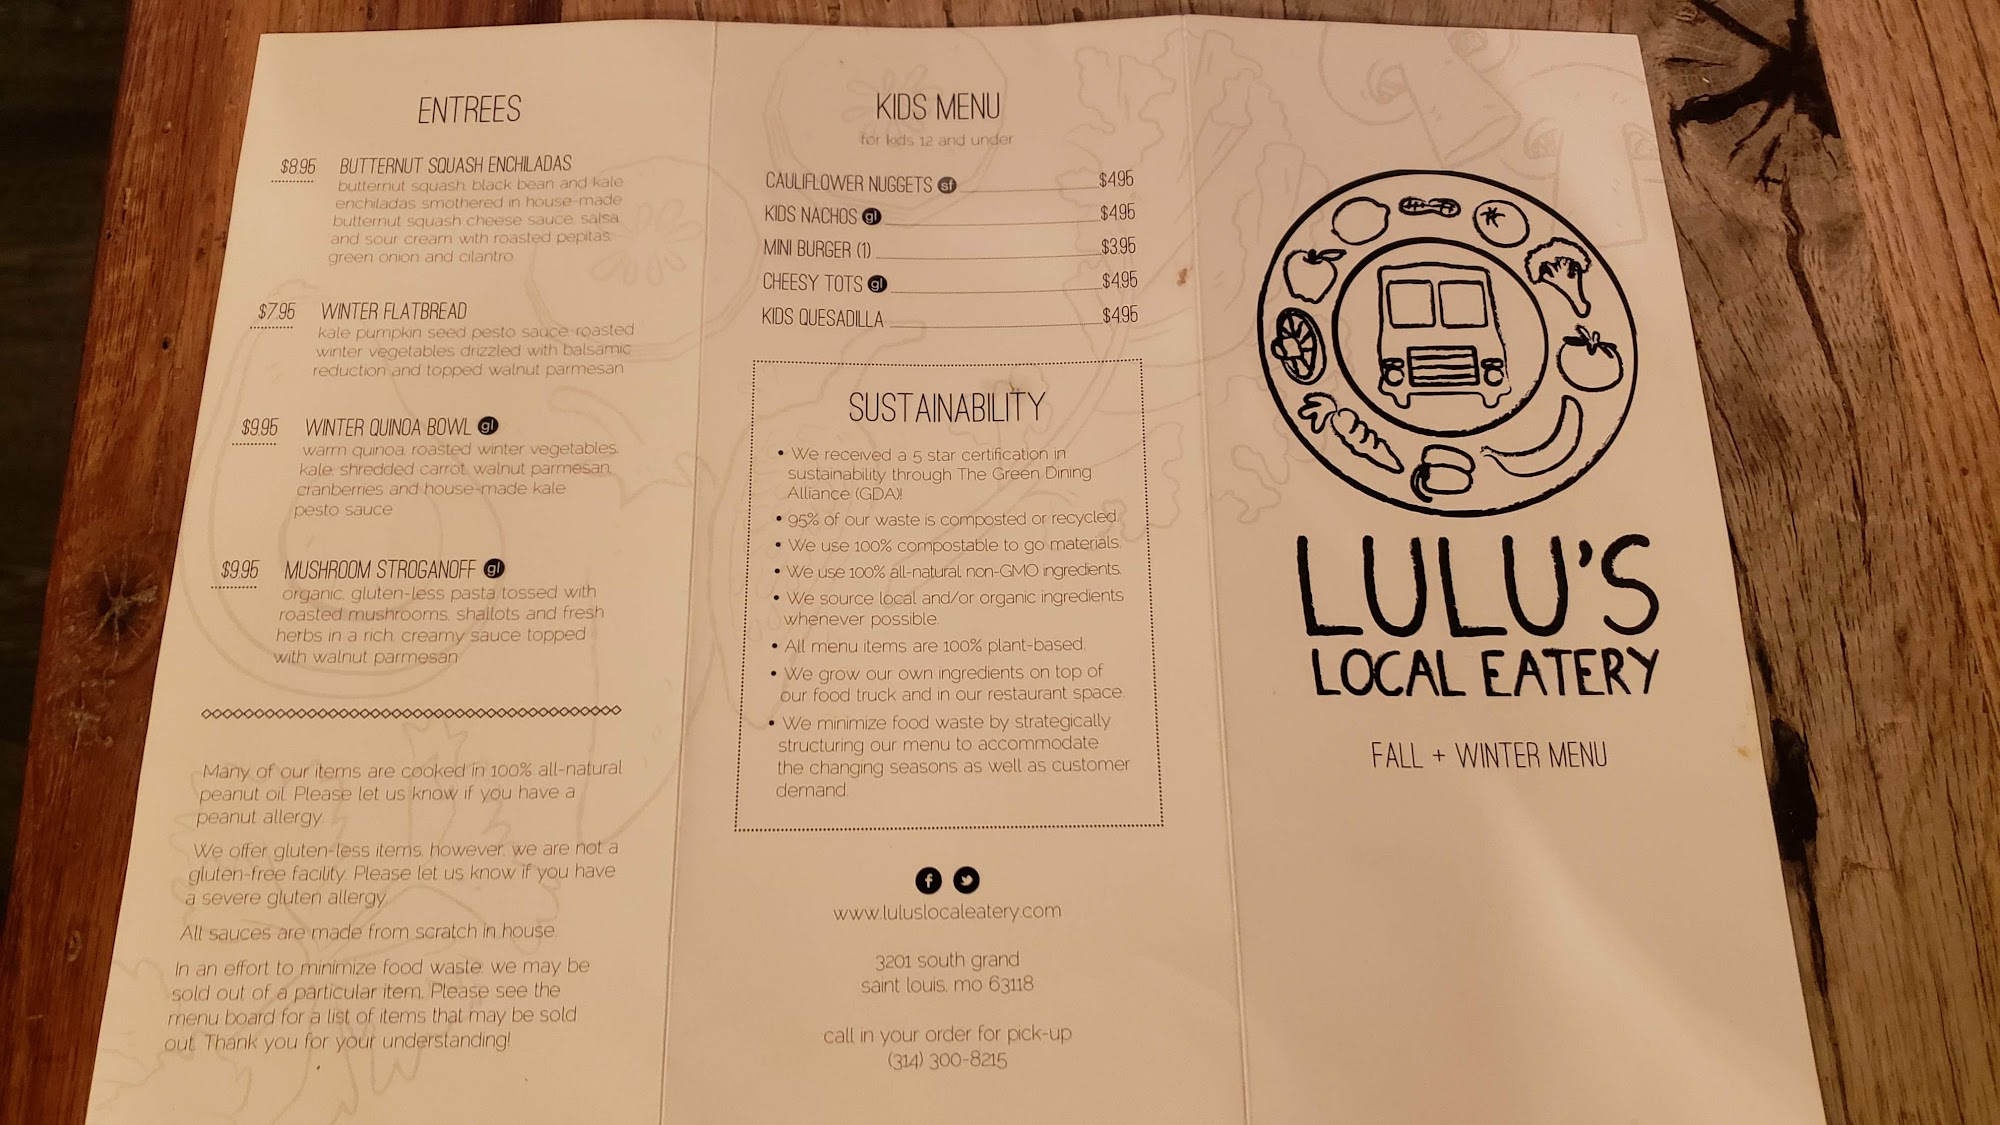 ENTREES
$8.95 BUTTERNUT SQUASH ENCHILADAS
butternut squash, black bean and kale
enchiladas smothered in house-made
butternut squash cheese sauce, salsa,
and sour cream with roasted pepitas,
green onion and cilantro
$7.95 WINTER FLATBREAD
kale pumpkin seed pesto sauce, roasted
winter vegetables drizzled with balsamic
reduction and topped walnut parmesan
$9.95 WINTER QUINOA BOWL gl
warm quinoa, roasted winter vegetables,
kale, shredded carrot, walnut parmesan,
cranberries and house-made kale
pesto sauce
$9.95 MUSHROOM STROGANOFF gl
organic, gluten-less pasta tossed with
roasted mushrooms, shallots and fresh
herbs in a rich, creamy sauce topped
with walnut parmesan
Many of our items are cooked in 100% all-natural
peanut oil. Please let us know if you have a
peanut allergy.
We offer gluten-less items, however, we are not a
gluten-free facility. Please let us know if you have
a severe gluten allergy.
All sauces are made from scratch in house.
In an effort to minimize food waste, we may be
sold out of a particular item. Please see the
menu board for a list of items that may be sold
out. Thank you for your understanding!
KIDS MENU
for kids 12 and under
CAULIFLOWER NUGGETS sf $4.95
KIDS NACHOS gl $4.95
MINI BURGER (1) $3.95
CHEESY TOTS gl $4.95
KIDS QUESADILLA $4.95
SUSTAINABILITY
• We received a 5 star certification in
sustainability through The Green Dining
Alliance (GDA)!
• 95% of our waste is composted or recycled.
• We use 100% compostable to go materials.
• We use 100% all-natural, non-GMO ingredients.
• We source local and/or organic ingredients
whenever possible.
• All menu items are 100% plant-based.
• We grow our own ingredients on top of
our food truck and in our restaurant space.
• We minimize food waste by strategically
structuring our menu to accommodate
the changing seasons as well as customer
demand.
www.luluslocaleatery.com
3201 south grand
saint louis, mo 63118
call in your order for pick-up
(314) 300-8215
LULU'S
LOCAL EATERY
FALL + WINTER MENU